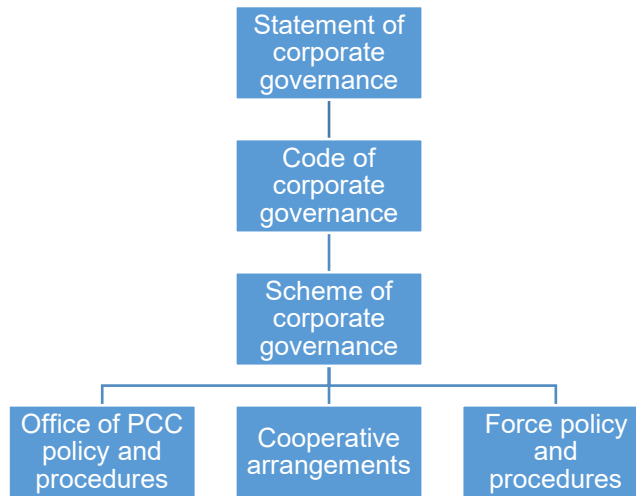 Statement of
corporate
governance
Code of
corporate
governance
Scheme of
corporate
governance
Office of PCC
policy and
procedures
Cooperative
arrangements
Force policy
and
procedures